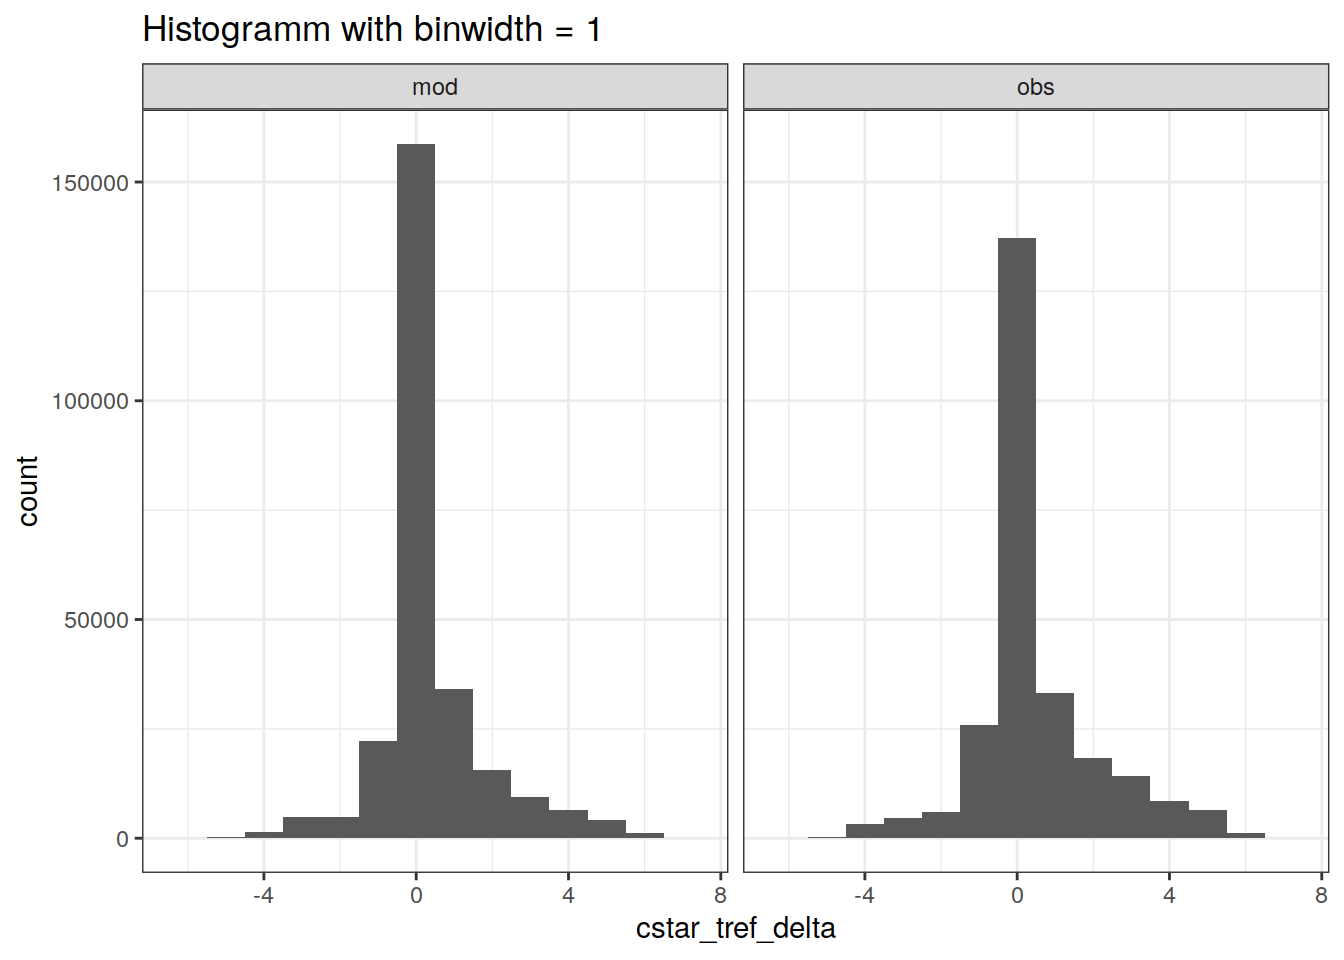 Histogramm with binwidth = 1
mod
obs
150000
100000
50000
0
count
-4 0 4 8
-4 0 4 8
cstar_tref_delta